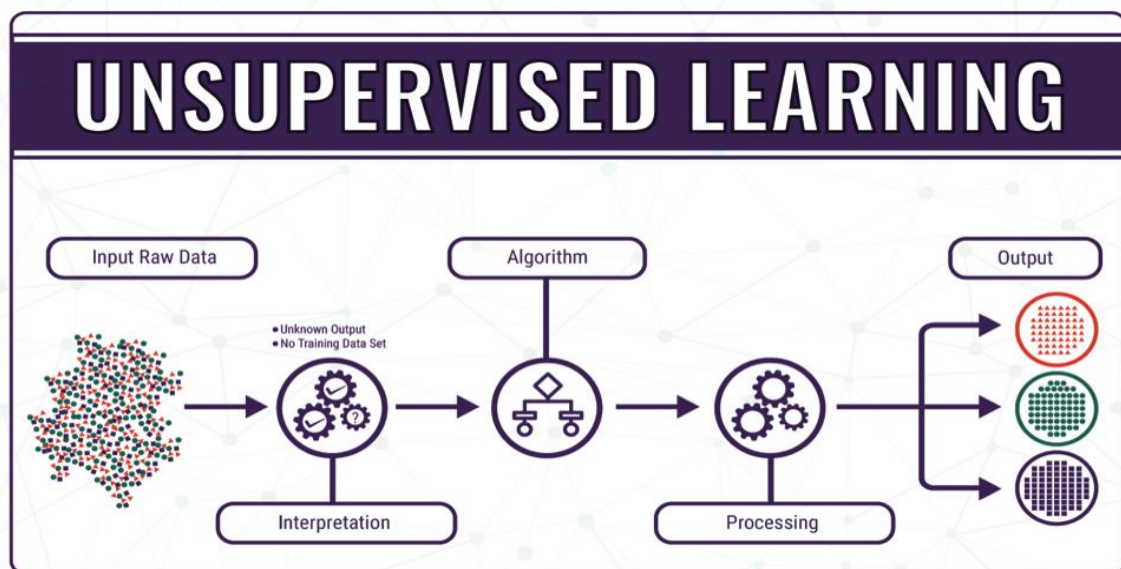 UNSUPERVISED LEARNING
Input Raw Data
Algorithm
Output
• Unknown Output
• No Training Data Set
?
Interpretation
Processing